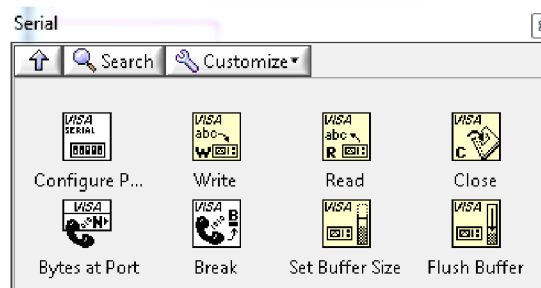 Serial
Search Customize
VISA SERIAL
VISA abc W
VISA abc R
VISA C
Configure P... Write Read Close
VISA N
VISA B
VISA
VISA
Bytes at Port Break Set Buffer Size Flush Buffer